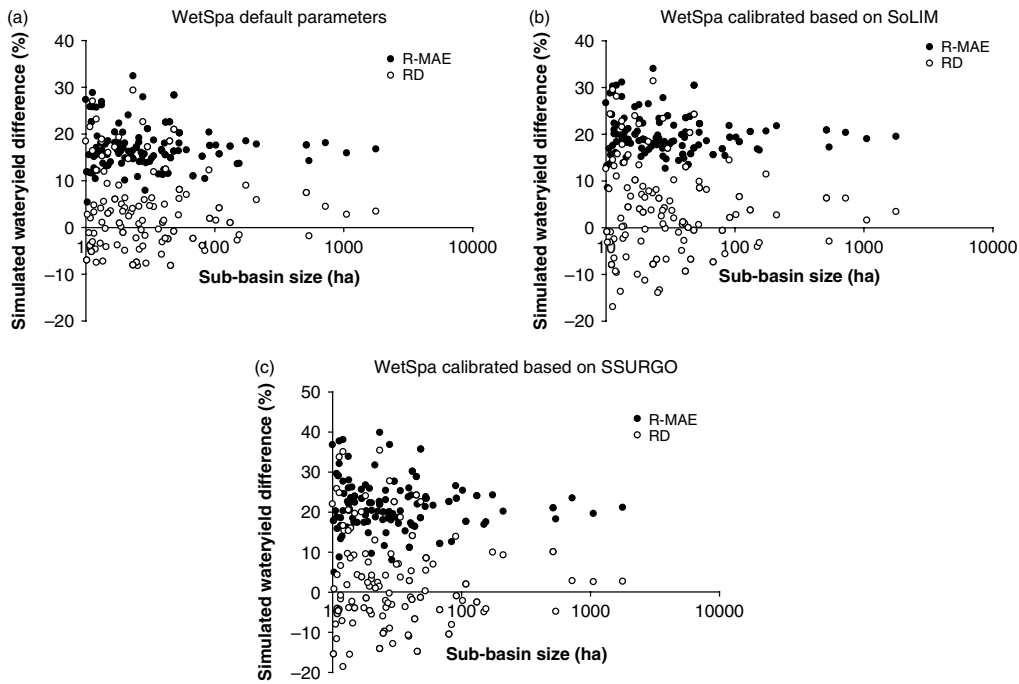 (a)
WetSpa default parameters
Simulated wateryield difference (%)
40
30
20
10
0
−10
−20
10
100
1000
10000
Sub-basin size (ha)
R-MAE
RD
(b)
WetSpa calibrated based on SoLIM
Simulated wateryield difference (%)
40
30
20
10
0
−10
−20
10
100
1000
10000
Sub-basin size (ha)
R-MAE
RD
(c)
WetSpa calibrated based on SSURGO
Simulated wateryield difference (%)
50
40
30
20
10
0
−10
−20
10
100
1000
10000
Sub-basin size (ha)
R-MAE
RD